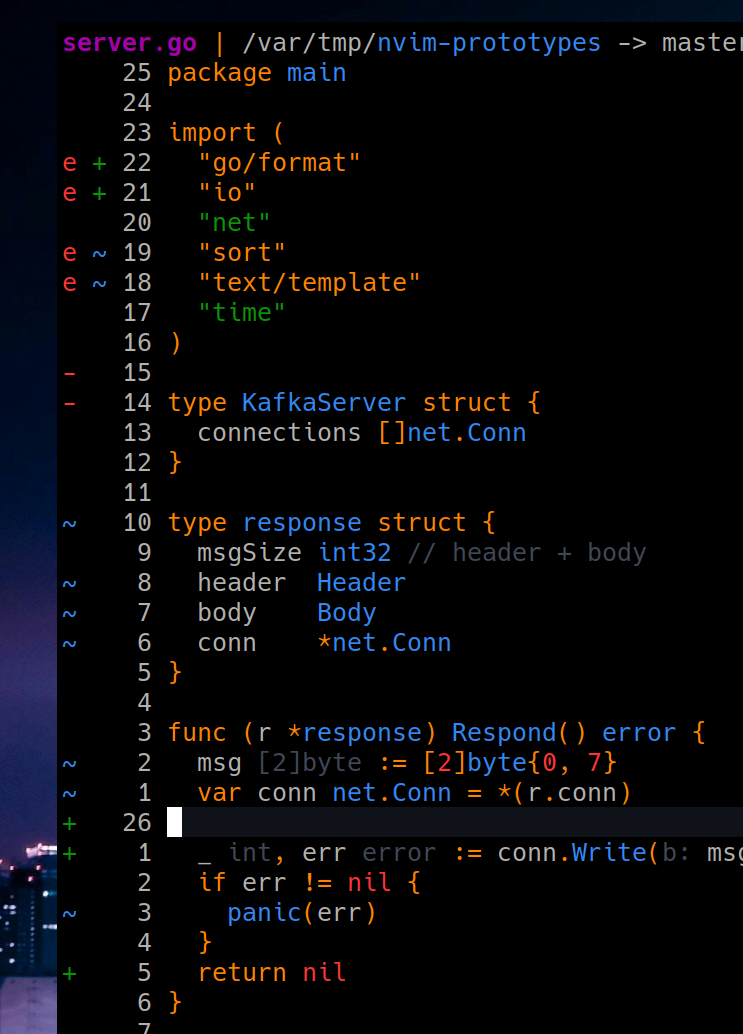 server.go | /var/tmp/nvim-prototypes -> master
25 package main
24
23 import (
e + 22 "go/format"
e + 21 "io"
20 "net"
e ~ 19 "sort"
e ~ 18 "text/template"
17 "time"
16 )
- 15
- 14 type KafkaServer struct {
13 connections []net.Conn
12 }
11
~ 10 type response struct {
9 msgSize int32 // header + body
~ 8 header  Header
~ 7 body    Body
~ 6 conn    *net.Conn
5 }
4
3 func (r *response) Respond() error {
~ 2 msg [2]byte := [2]byte{0, 7}
~ 1 var conn net.Conn = *(r.conn)
+ 26
+ 1 _ int, err error := conn.Write(b: msg
2 if err != nil {
~ 3 panic(err)
4 }
+ 5 return nil
6 }
7